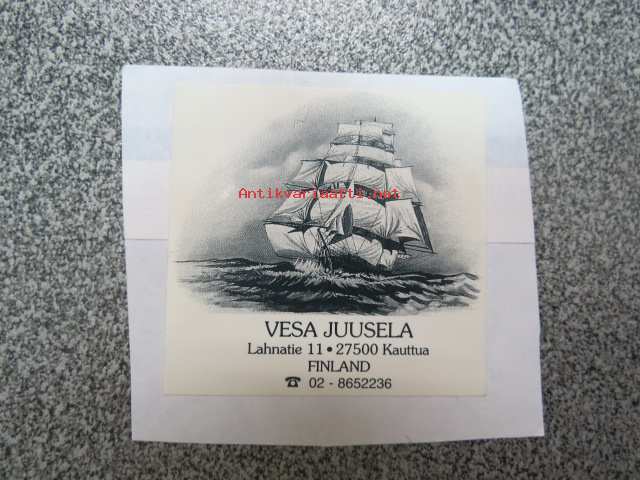 Antikvariaatti.net
VESA JUUSELA
Lahnatie 11 • 27500 Kauttua
FINLAND
☎ 02 - 8652236